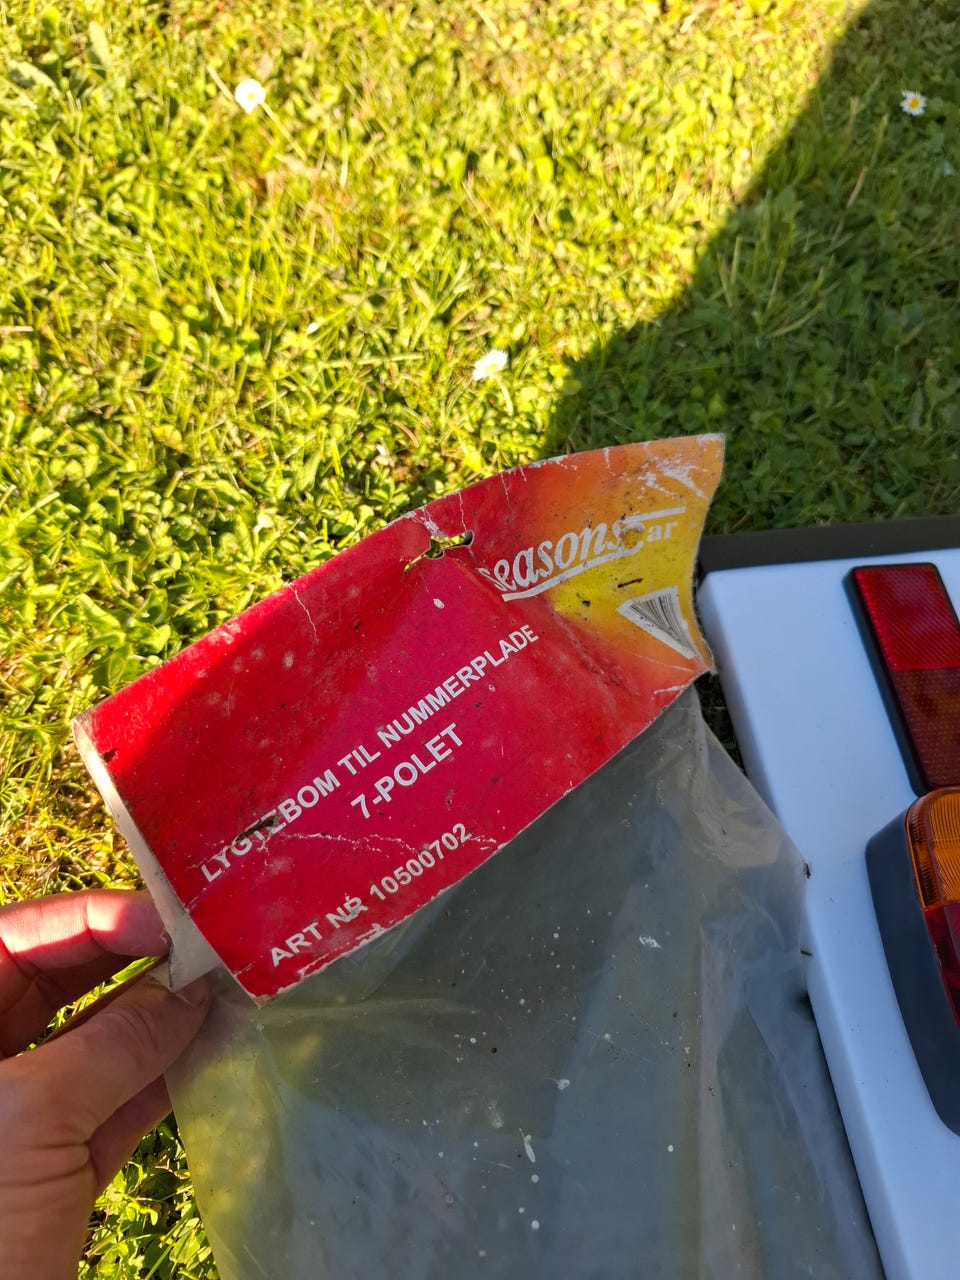 seasons Car
LYGTEBOM TIL NUMMERPLADE
7-POLET
ART NR 10500702